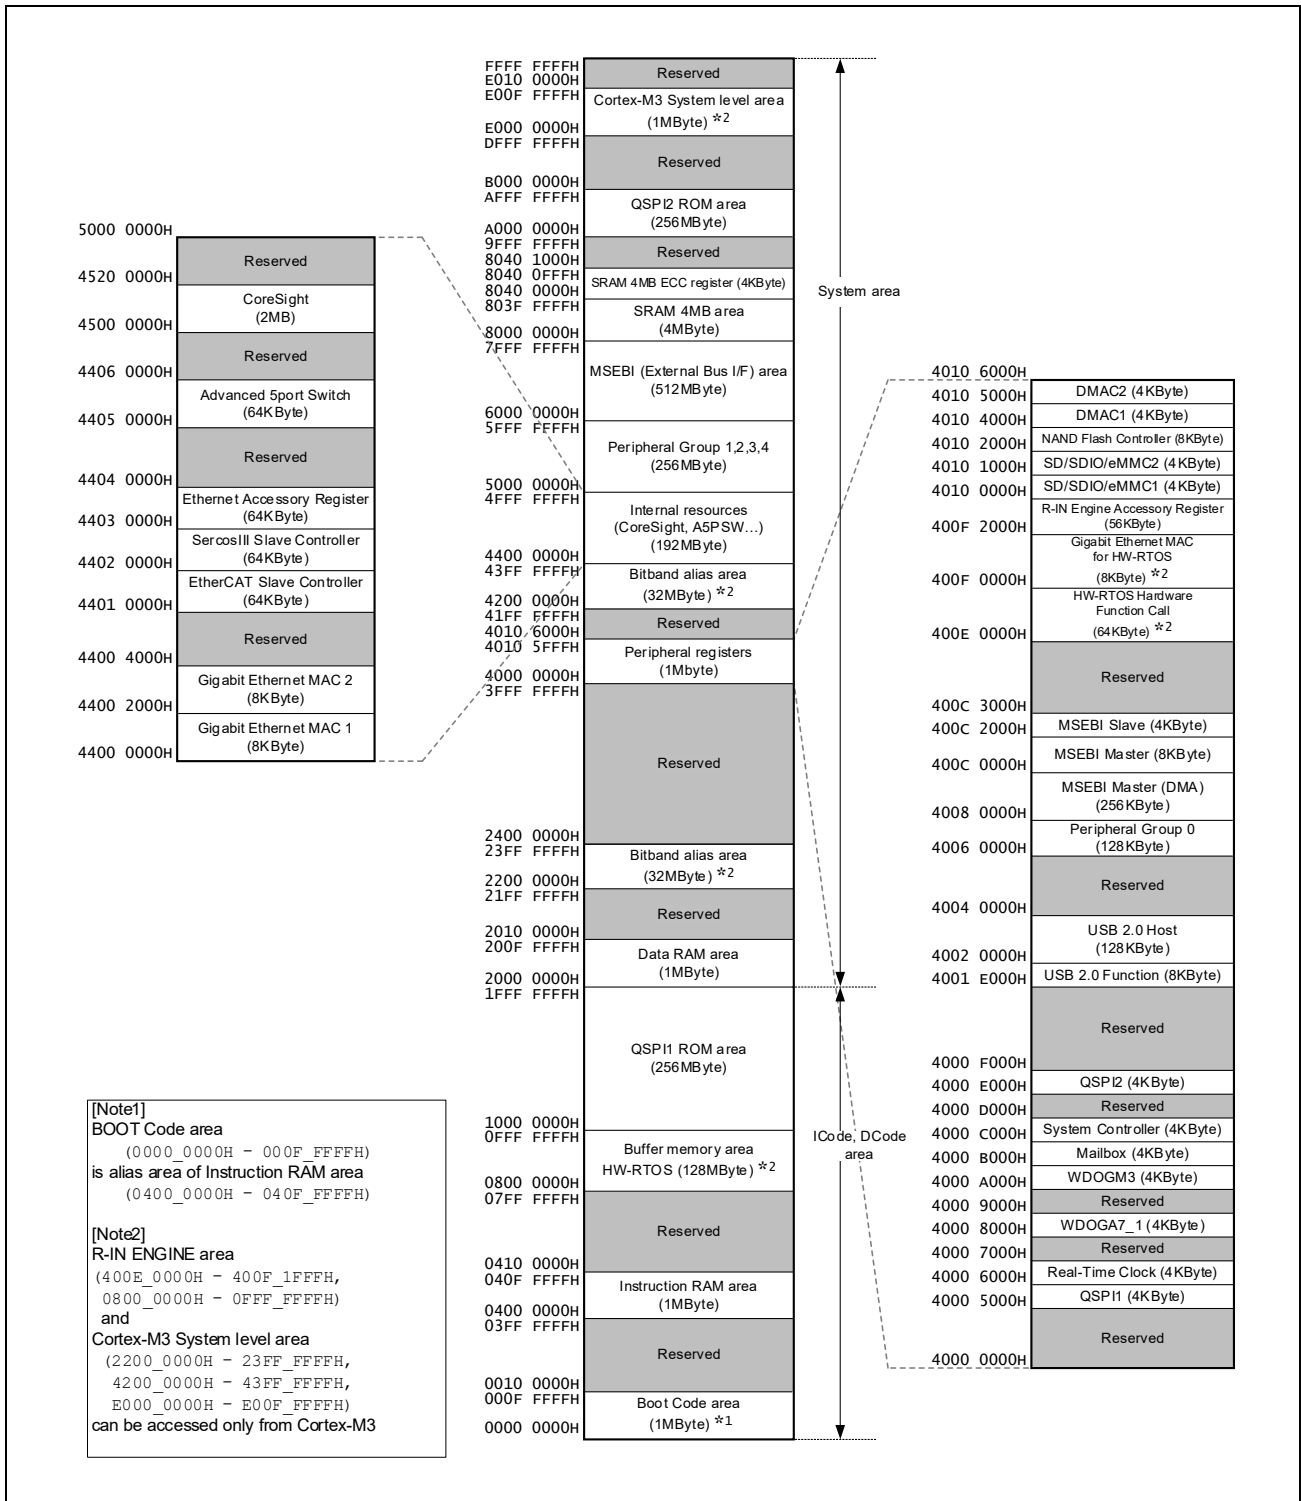 5000 0000H
Reserved
4520 0000H
CoreSight
(2MB)
4500 0000H
Reserved
4406 0000H
Advanced 5port Switch
(64KByte)
4405 0000H
Reserved
4404 0000H
Ethernet Accessory Register
(64KByte)
4403 0000H
SercosIII Slave Controller
(64KByte)
4402 0000H
EtherCAT Slave Controller
(64KByte)
4401 0000H
Reserved
4400 4000H
Gigabit Ethernet MAC 2
(8KByte)
4400 2000H
Gigabit Ethernet MAC 1
(8KByte)
4400 0000H
FFFF FFFFH
Reserved
E010 0000H
E00F FFFFH
Cortex-M3 System level area
(1MByte) *2
E000 0000H
DFFF FFFFH
Reserved
B000 0000H
AFFF FFFFH
QSPI2 ROM area
(256MByte)
A000 0000H
9FFF FFFFH
Reserved
8040 1000H
8040 0FFFH
SRAM 4MB ECC register (4KByte)
8040 0000H
803F FFFFH
SRAM 4MB area
(4MByte)
8000 0000H
7FFF FFFFH
MSEBI (External Bus I/F) area
(512MByte)
6000 0000H
5FFF FFFFH
Peripheral Group 1,2,3,4
(256MByte)
5000 0000H
4FFF FFFFH
Internal resources
(CoreSight, A5PSW...)
(192MByte)
4400 0000H
43FF FFFFH
Bitband alias area
(32MByte) *2
4200 0000H
41FF FFFFH
Reserved
4010 6000H
4010 5FFFH
Peripheral registers
(1Mbyte)
4000 0000H
3FFF FFFFH
Reserved
2400 0000H
23FF FFFFH
Bitband alias area
(32MByte) *2
2200 0000H
21FF FFFFH
Reserved
2010 0000H
200F FFFFH
Data RAM area
(1MByte)
2000 0000H
1FFF FFFFH
QSPI1 ROM area
(256MByte)
1000 0000H
0FFF FFFFH
Buffer memory area
HW-RTOS (128MByte) *2
0800 0000H
07FF FFFFH
Reserved
0410 0000H
040F FFFFH
Instruction RAM area
(1MByte)
0400 0000H
03FF FFFFH
Reserved
0010 0000H
000F FFFFH
Boot Code area
(1MByte) *1
0000 0000H
System area
ICode, DCode
area
4010 6000H
DMAC2 (4KByte)
4010 5000H
DMAC1 (4KByte)
4010 4000H
NAND Flash Controller (8KByte)
4010 2000H
SD/SDIO/eMMC2 (4KByte)
4010 1000H
SD/SDIO/eMMC1 (4KByte)
4010 0000H
R-IN Engine Accessory Register
(56KByte)
400F 2000H
Gigabit Ethernet MAC
for HW-RTOS
(8KByte) *2
400F 0000H
HW-RTOS Hardware
Function Call
(64KByte) *2
400E 0000H
Reserved
400C 3000H
MSEBI Slave (4KByte)
400C 2000H
MSEBI Master (8KByte)
400C 0000H
MSEBI Master (DMA)
(256KByte)
4008 0000H
Peripheral Group 0
(128KByte)
4006 0000H
Reserved
4004 0000H
USB 2.0 Host
(128KByte)
4002 0000H
USB 2.0 Function (8KByte)
4001 E000H
Reserved
4000 F000H
QSPI2 (4KByte)
4000 E000H
Reserved
4000 D000H
System Controller (4KByte)
4000 C000H
Mailbox (4KByte)
4000 B000H
WDOGM3 (4KByte)
4000 A000H
Reserved
4000 9000H
WDOGA7_1 (4KByte)
4000 8000H
Reserved
4000 7000H
Real-Time Clock (4KByte)
4000 6000H
QSPI1 (4KByte)
4000 5000H
Reserved
4000 0000H
[Note1]
BOOT Code area
(0000_0000H - 000F_FFFFH)
is alias area of Instruction RAM area
(0400_0000H - 040F_FFFFH)
[Note2]
R-IN ENGINE area
(400E_0000H - 400F_1FFFH,
0800_0000H - 0FFF_FFFFH)
and
Cortex-M3 System level area
(2200_0000H - 23FF_FFFFH,
4200_0000H - 43FF_FFFFH,
E000_0000H - E00F_FFFFH)
can be accessed only from Cortex-M3